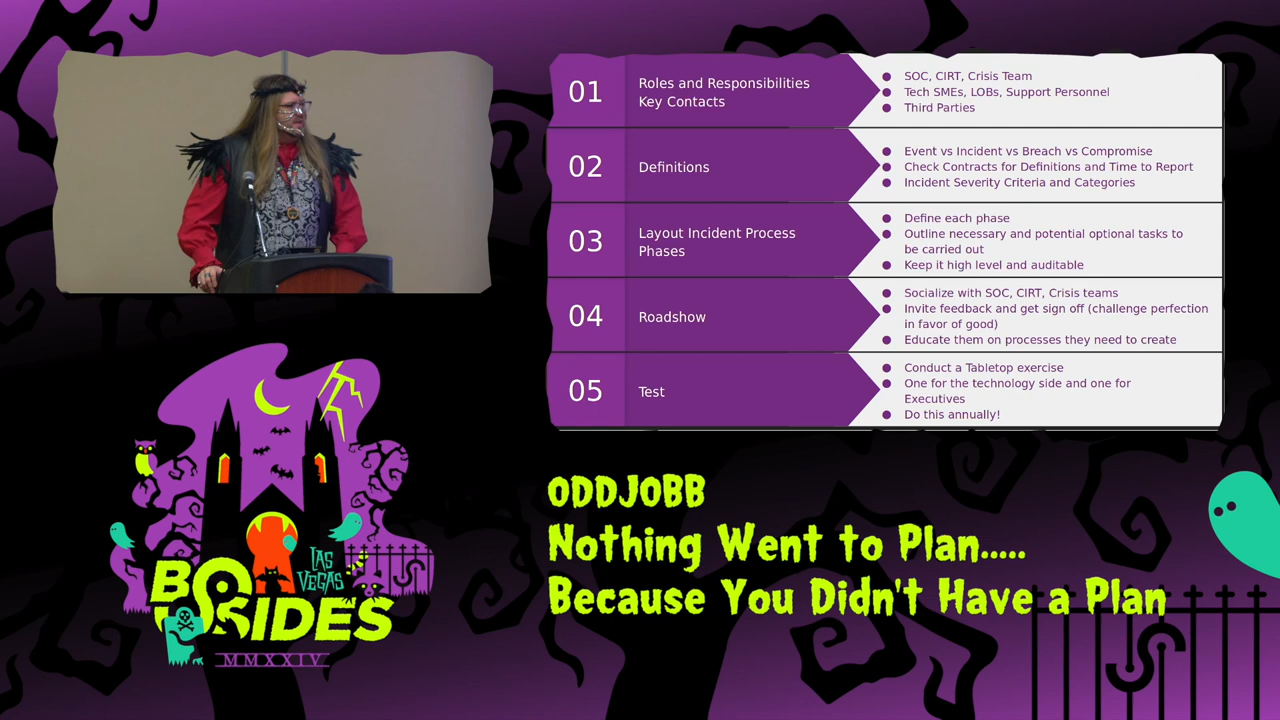 01
Roles and Responsibilities
Key Contacts
● SOC, CIRT, Crisis Team
● Tech SMEs, LOBs, Support Personnel
● Third Parties
02
Definitions
● Event vs Incident vs Breach vs Compromise
● Check Contracts for Definitions and Time to Report
● Incident Severity Criteria and Categories
03
Layout Incident Process
Phases
● Define each phase
● Outline necessary and potential optional tasks to
be carried out
● Keep it high level and auditable
04
Roadshow
● Socialize with SOC, CIRT, Crisis teams
● Invite feedback and get sign off (challenge perfection
in favor of good)
● Educate them on processes they need to create
05
Test
● Conduct a Tabletop exercise
● One for the technology side and one for
Executives
● Do this annually!
LAS
VEGAS
BSIDES
MMXXIV
ODDJOBB
Nothing Went to Plan.....
Because You Didn't Have a Plan